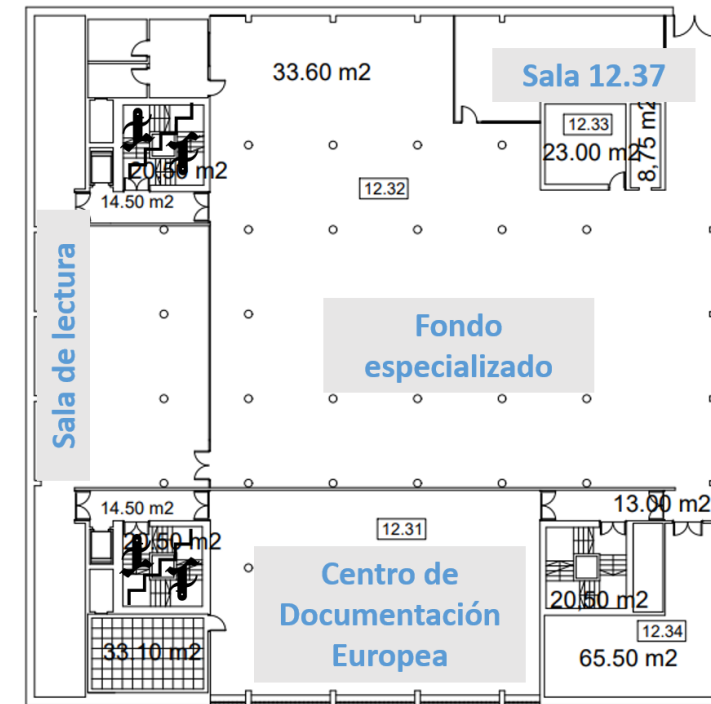 33.60 m2
Sala 12.37
12.33
23.00 m2
8,75 m2
20.50 m2
12.32
14.50 m2
Sala de lectura
Fondo
especializado
14.50 m2
13.00 m2
12.31
20.50 m2
Centro de
Documentación
Europea
20.50 m2
12.34
33.10 m2
65.50 m2